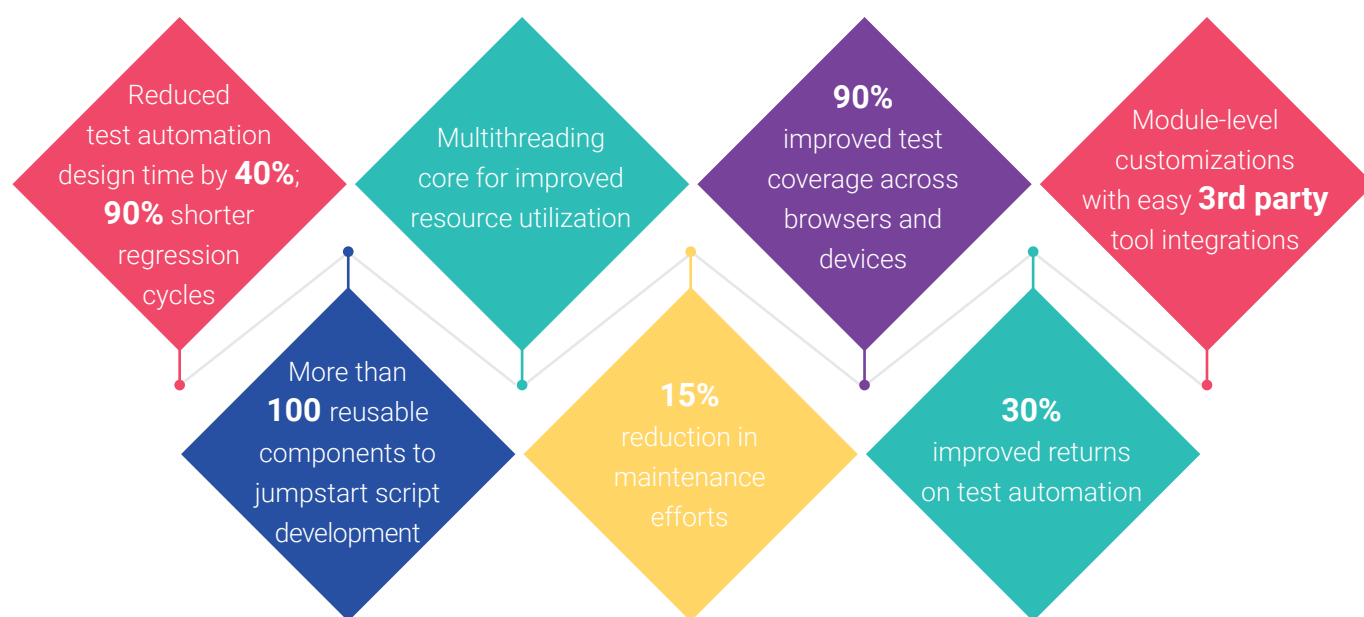 Reduced
test automation
design time by 40%;
90% shorter
regression
cycles
More than
100 reusable
components to
jumpstart script
development
Multithreading
core for improved
resource utilization
15%
reduction in
maintenance
efforts
90%
improved test
coverage across
browsers and
devices
30%
improved returns
on test automation
Module-level
customizations
with easy 3rd party
tool integrations